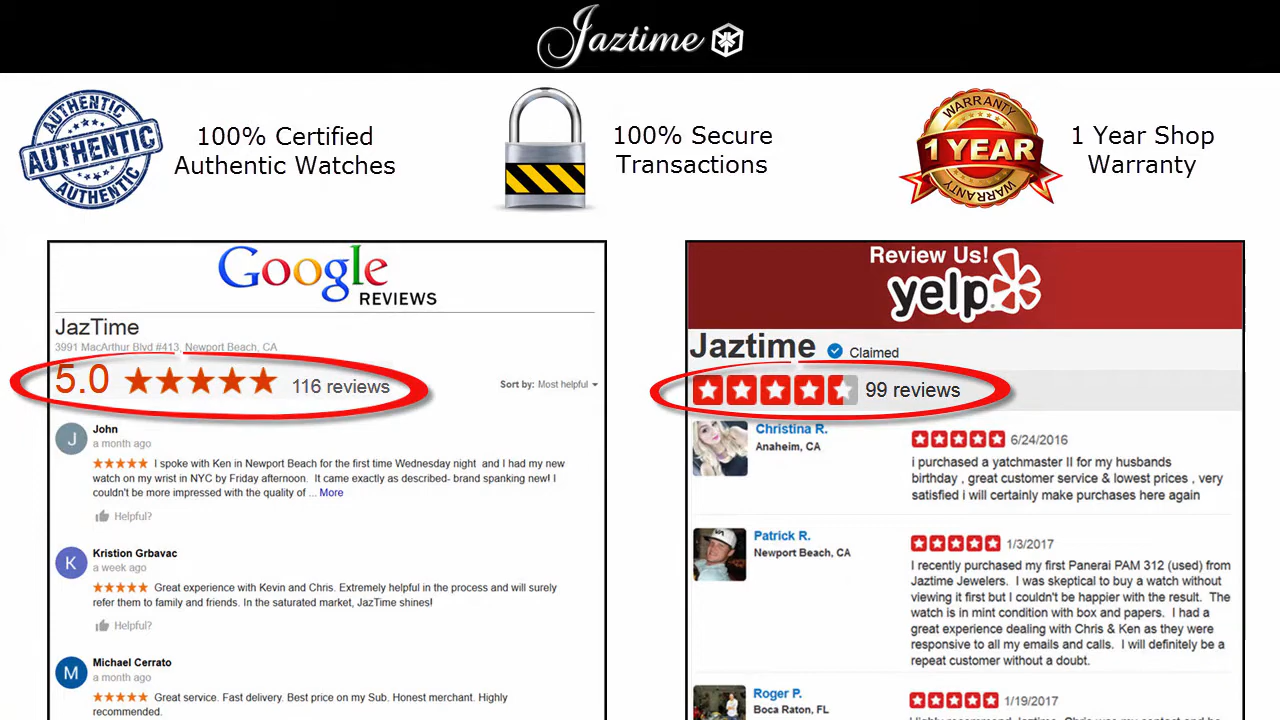 Jaztime
AUTHENTIC
AUTHENTIC
AUTHENTIC
100% Certified
Authentic Watches
100% Secure
Transactions
WARRANTY
1 YEAR
WARRANTY
1 Year Shop
Warranty
Google
REVIEWS
JazTime
3991 MacArthur Blvd #413, Newport Beach, CA
5.0 116 reviews
Sort by: Most helpful
J
John
a month ago
I spoke with Ken in Newport Beach for the first time Wednesday night and I had my new
watch on my wrist in NYC by Friday afternoon. It came exactly as described- brand spanking new! I
couldn't be more impressed with the quality of ... More
Helpful?
K
Kristion Grbavac
a week ago
Great experience with Kevin and Chris. Extremely helpful in the process and will surely
refer them to family and friends. In the saturated market, JazTime shines!
Helpful?
M
Michael Cerrato
a month ago
Great service. Fast delivery. Best price on my Sub. Honest merchant. Highly
recommended.
Review Us!
yelp
Jaztime Claimed
99 reviews
Christina R.
Anaheim, CA
6/24/2016
i purchased a yatchmaster II for my husbands
birthday , great customer service & lowest prices , very
satisfied i will certainly make purchases here again
Patrick R.
Newport Beach, CA
1/3/2017
I recently purchased my first Panerai PAM 312 (used) from
Jaztime Jewelers. I was skeptical to buy a watch without
viewing it first but I couldn't be happier with the result. The
watch is in mint condition with box and papers. I had a
great experience dealing with Chris & Ken as they were
responsive to all my emails and calls. I will definitely be a
repeat customer without a doubt.
Roger P.
Boca Raton, FL
1/19/2017